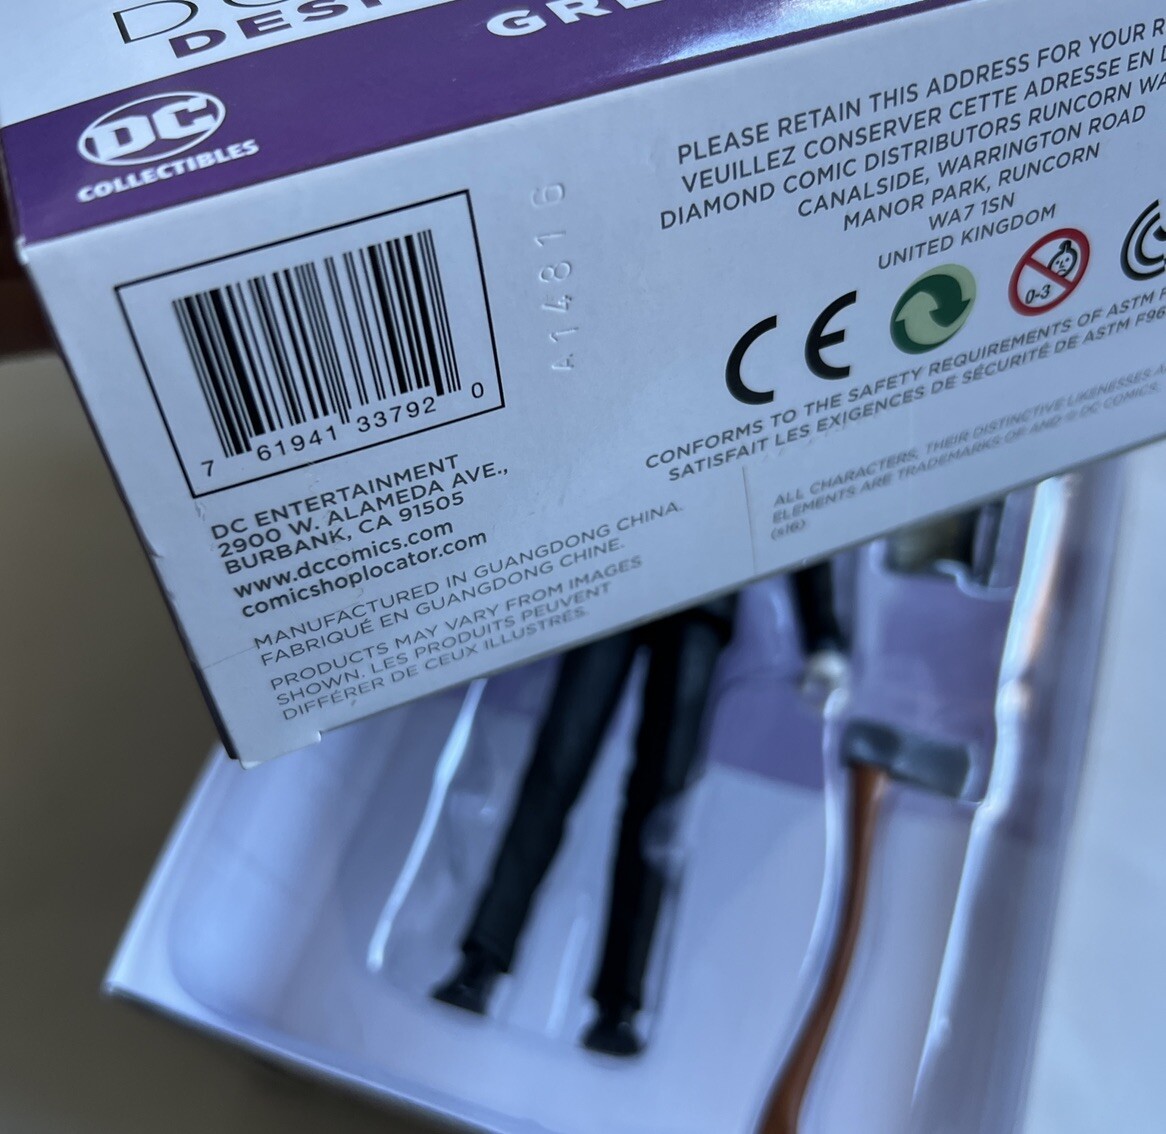 DESI
GRE
DC
COLLECTIBLES
7 61941 33792 0
A14816
DC ENTERTAINMENT
2900 W. ALAMEDA AVE.,
BURBANK, CA 91505
www.dccomics.com
comicshoplocator.com
MANUFACTURED IN GUANGDONG CHINA.
FABRIQUÉ EN GUANGDONG CHINE.
PRODUCTS MAY VARY FROM IMAGES
SHOWN. LES PRODUITS PEUVENT
DIFFÉRER DE CEUX ILLUSTRÉS.
PLEASE RETAIN THIS ADDRESS FOR YOUR R
VEUILLEZ CONSERVER CETTE ADRESSE EN
DIAMOND COMIC DISTRIBUTORS RUNCORN WA
CANALSIDE, WARRINGTON ROAD
MANOR PARK, RUNCORN
WA7 1SN
UNITED KINGDOM
CE
0-3
CONFORMS TO THE SAFETY REQUIREMENTS OF ASTM F
SATISFAIT LES EXIGENCES DE SÉCURITÉ DE ASTM F96
ALL CHARACTERS, THEIR DISTINCTIVE LIKENESSES A
ELEMENTS ARE TRADEMARKS OF AND © DC COMICS.
(s16)